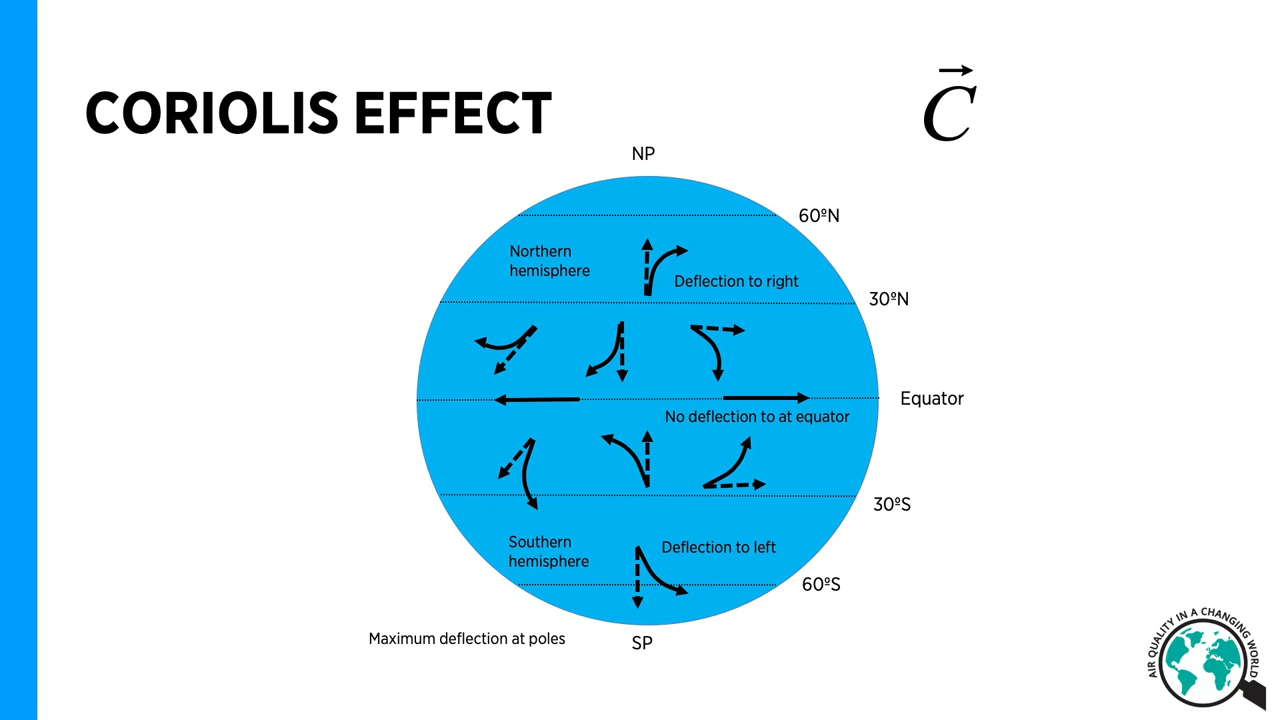 CORIOLIS EFFECT
C
NP
60ºN
Northern
hemisphere
Deflection to right
30ºN
Equator
No deflection to at equator
30ºS
Southern
hemisphere
Deflection to left
60ºS
Maximum deflection at poles
SP
AIR QUALITY IN A CHANGING WORLD